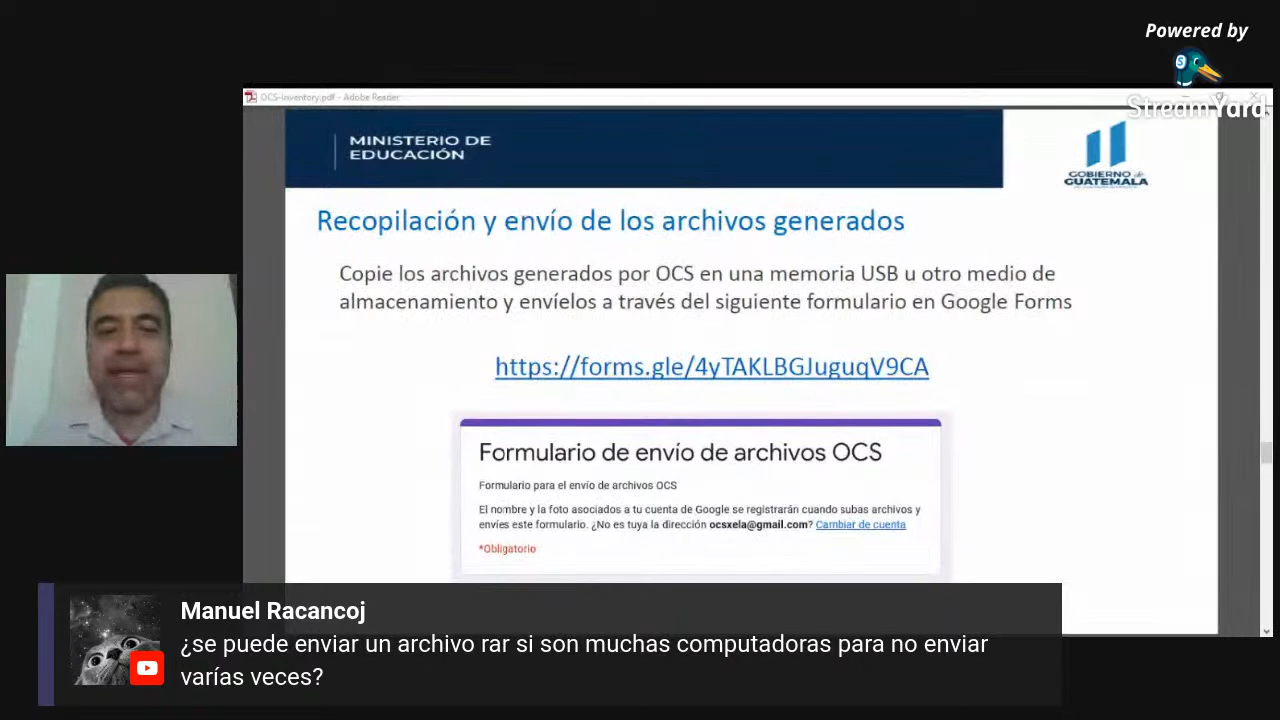 Powered by
StreamYard
OCS-Inventory.pdf - Adobe Reader
MINISTERIO DE
EDUCACIÓN
GOBIERNO de
GUATEMALA
Recopilación y envío de los archivos generados
Copie los archivos generados por OCS en una memoria USB u otro medio de
almacenamiento y envíelos a través del siguiente formulario en Google Forms
https://forms.gle/4yTAKLBGJuguqV9CA
Formulario de envío de archivos OCS
Formulario para el envío de archivos OCS
El nombre y la foto asociados a tu cuenta de Google se registrarán cuando subas archivos y
envíes este formulario. ¿No es tuya la dirección ocsxela@gmail.com? Cambiar de cuenta
*Obligatorio
Manuel Racancoj
¿se puede enviar un archivo rar si son muchas computadoras para no enviar
varías veces?